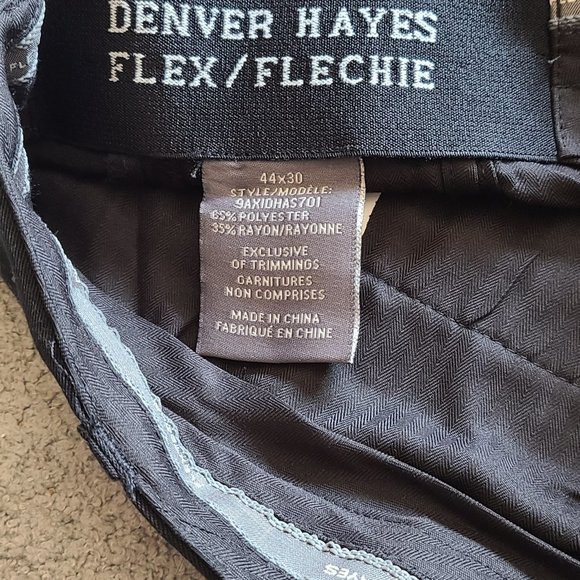 DENVER HAYES
FLEX/FLECHIE
44x30
STYLE/MODÈLE:
9AXIDHAS701
65% POLYESTER
35% RAYON/RAYONNE
EXCLUSIVE
OF TRIMMINGS
GARNITURES
NON COMPRISES
MADE IN CHINA
FABRIQUÉ EN CHINE